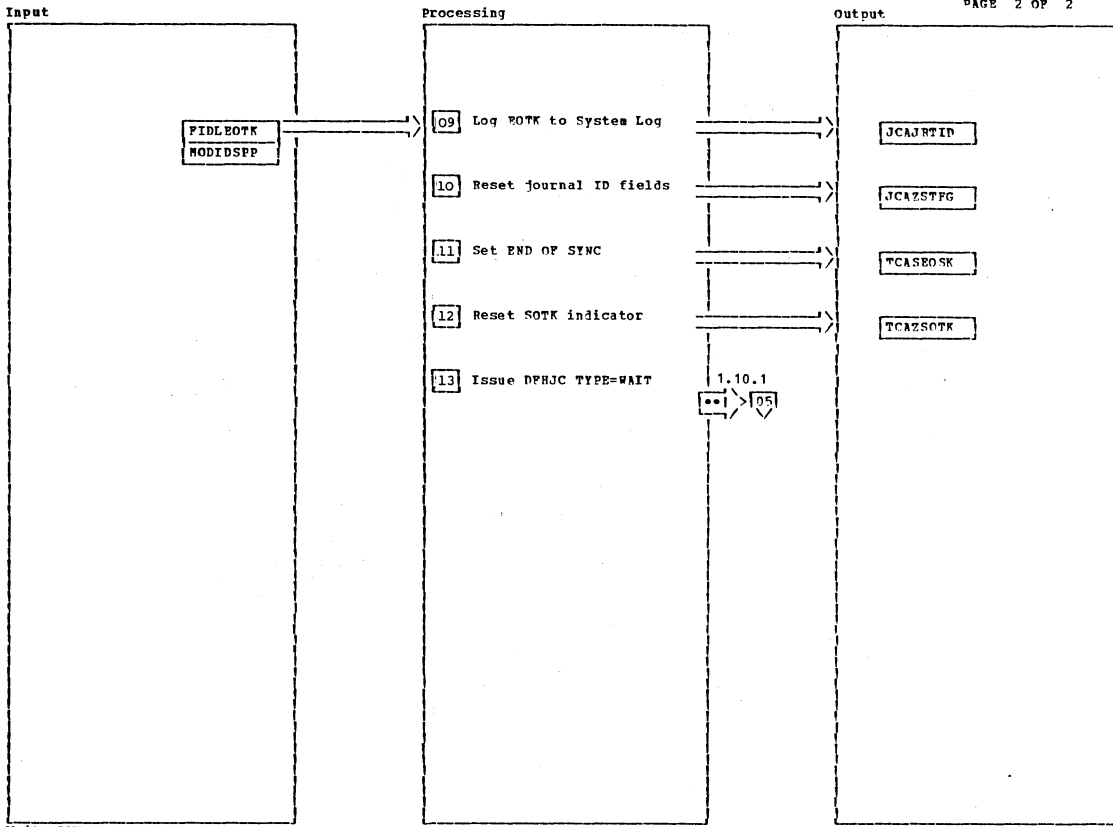 PAGE 2 OF 2
Input
Processing
Output
FIDLEOTK
MODIDSPP
09 Log EOTK to System Log
JCAJRTID
10 Reset journal ID fields
JCAZSTFG
11 Set END OF SYNC
TCASEOSK
12 Reset SOTK indicator
TCAZSOTK
13 Issue DFHJC TYPE=WAIT
1.10.1
05